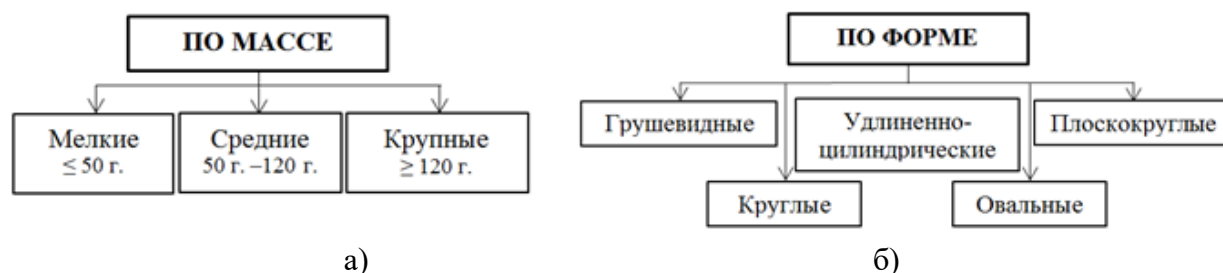 ПО МАССЕ
Мелкие
≤ 50 г.
Средние
50 г. –120 г.
Крупные
≥ 120 г.
а)
ПО ФОРМЕ
Грушевидные
Удлиненно-
цилиндрические
Плоскокруглые
Круглые
Овальные
б)